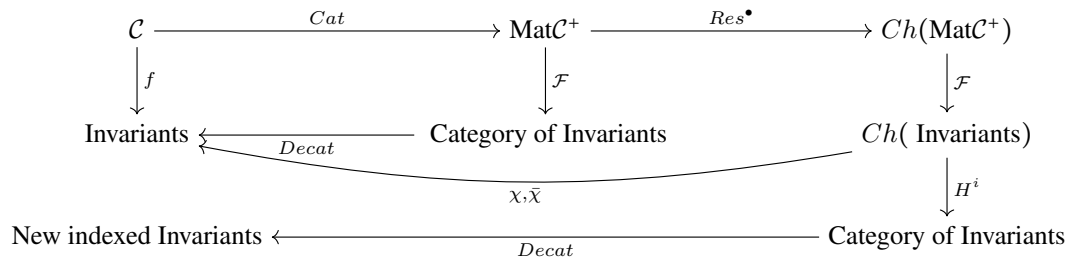 𝒞 Cat Mat𝒞⁺ Res• Ch(Mat𝒞⁺)
f ℱ ℱ
Invariants Decat Category of Invariants Ch( Invariants)
χ,χ̄ Hⁱ
New indexed Invariants Decat Category of Invariants